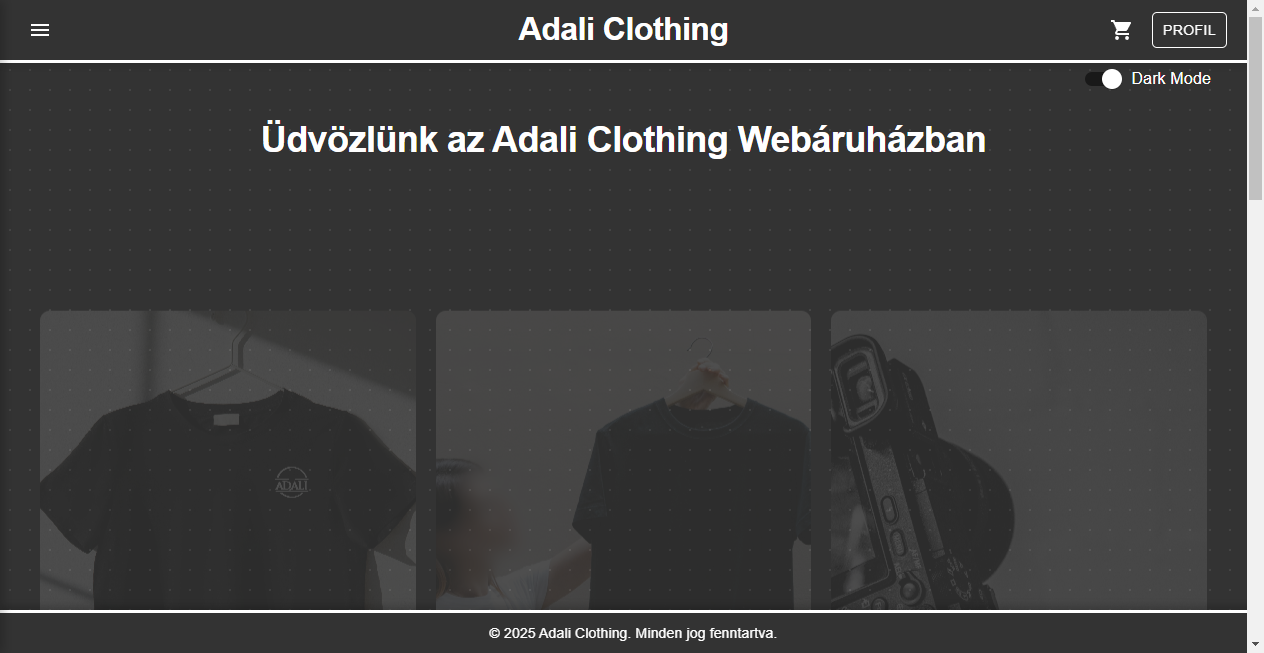 Adali Clothing
PROFIL
Dark Mode
Üdvözlünk az Adali Clothing Webáruházban
ADALI
© 2025 Adali Clothing. Minden jog fenntartva.